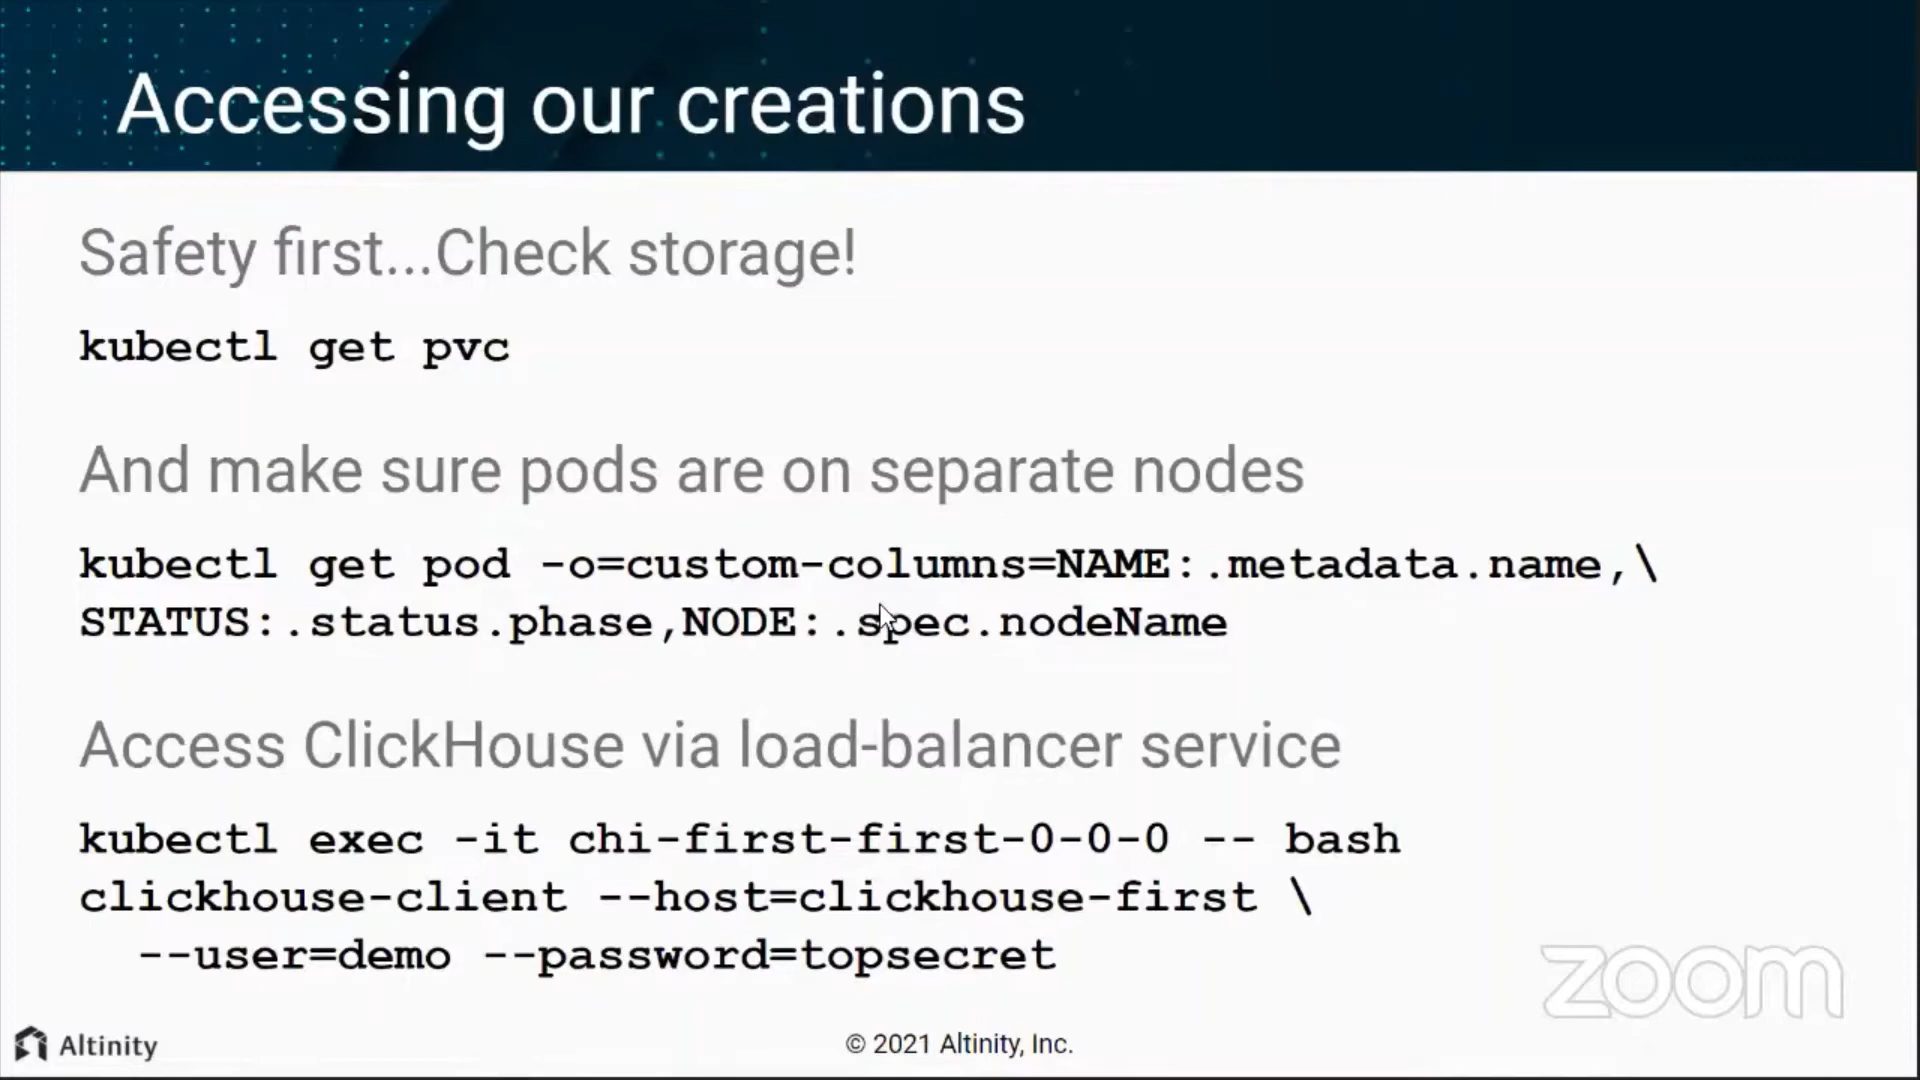 Accessing our creations
Safety first...Check storage!
kubectl get pvc
And make sure pods are on separate nodes
kubectl get pod -o=custom-columns=NAME:.metadata.name,\
STATUS:.status.phase,NODE:.spec.nodeName
Access ClickHouse via load-balancer service
kubectl exec -it chi-first-first-0-0-0 -- bash
clickhouse-client --host=clickhouse-first \
--user=demo --password=topsecret
zoom
Altinity
© 2021 Altinity, Inc.